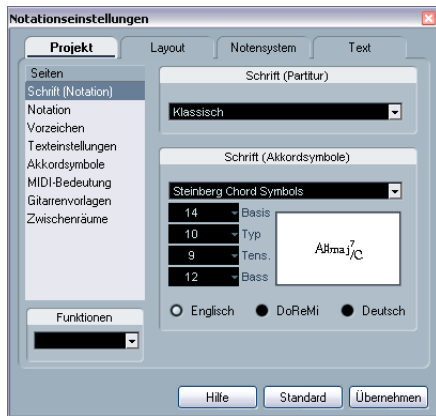 Notationseinstellungen
Projekt Layout Notensystem Text
Seiten
Schrift (Notation)
Notation
Vorzeichen
Texteinstellungen
Akkordsymbole
MIDI-Bedeutung
Gitarrenvorlagen
Zwischenräume
Funktionen
Schrift (Partitur)
Klassisch
Schrift (Akkordsymbole)
Steinberg Chord Symbols
14 Basis
10 Typ
9 Tens.
12 Bass
Englisch DoReMi Deutsch
Hilfe Standard Übernehmen